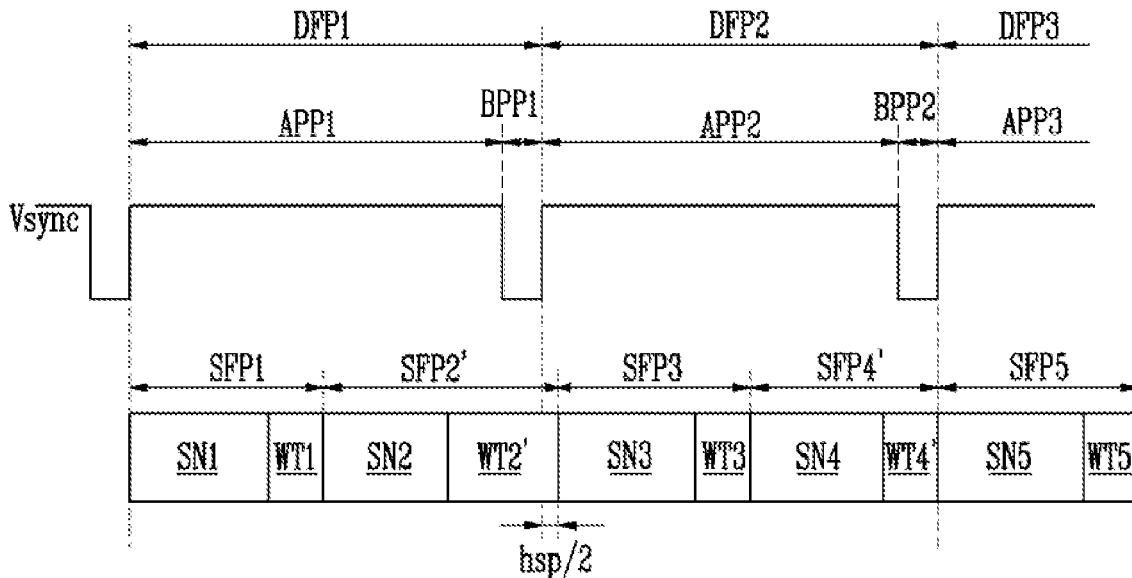 DFP1 DFP2 DFP3
BPP1 BPP2
APP1 APP2 APP3
Vsync
SFP1 SFP2' SFP3 SFP4' SFP5
SN1 WT1 SN2 WT2' SN3 WT3 SN4 WT4' SN5 WT5
hsp/2